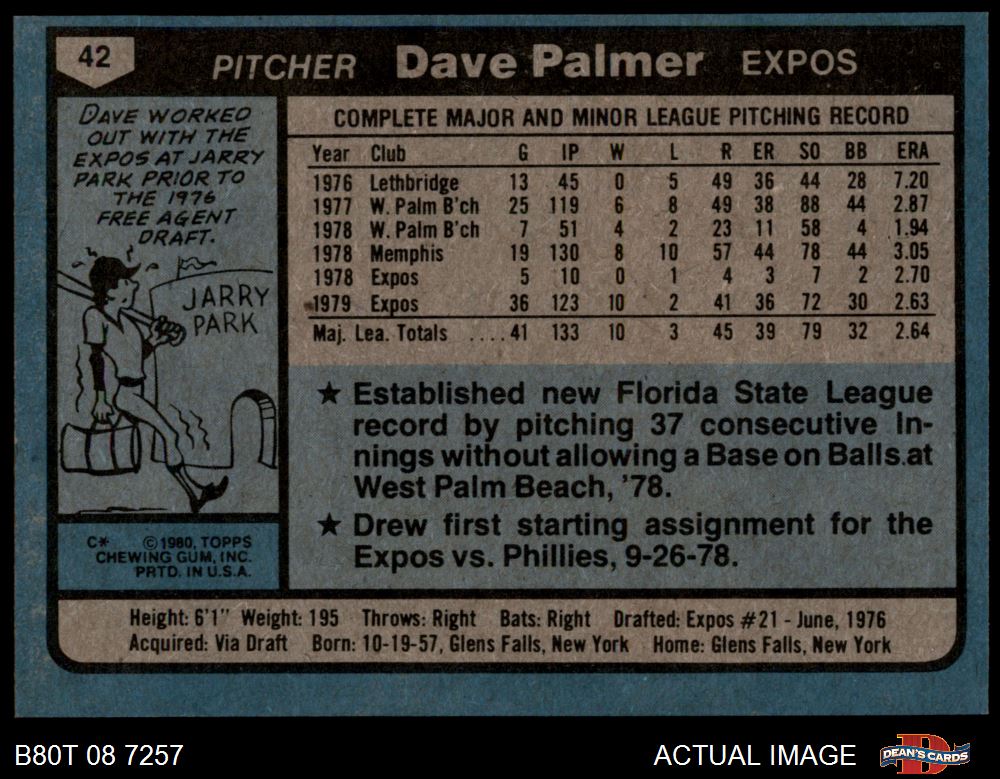 42 PITCHER Dave Palmer EXPOS
DAVE WORKED
OUT WITH THE
EXPOS AT JARRY
PARK PRIOR TO
THE 1976
FREE AGENT
DRAFT.
JARRY
PARK
C* ©1980, TOPPS
CHEWING GUM, INC.
PRTD. IN U.S.A.
COMPLETE MAJOR AND MINOR LEAGUE PITCHING RECORD
Year Club G IP W L R ER SO BB ERA
1976 Lethbridge 13 45 0 5 49 36 44 28 7.20
1977 W. Palm B'ch 25 119 6 8 49 38 88 44 2.87
1978 W. Palm B'ch 7 51 4 2 23 11 58 4 1.94
1978 Memphis 19 130 8 10 57 44 78 44 3.05
1978 Expos 5 10 0 1 4 3 7 2 2.70
1979 Expos 36 123 10 2 41 36 72 30 2.63
Maj. Lea. Totals ....41 133 10 3 45 39 79 32 2.64
★ Established new Florida State League
record by pitching 37 consecutive In-
nings without allowing a Base on Balls at
West Palm Beach, '78.
★ Drew first starting assignment for the
Expos vs. Phillies, 9-26-78.
Height: 6'1" Weight: 195 Throws: Right Bats: Right Drafted: Expos #21 - June, 1976
Acquired: Via Draft Born: 10-19-57, Glens Falls, New York Home: Glens Falls, New York
B80T 08 7257 ACTUAL IMAGE DEAN'S CARDS